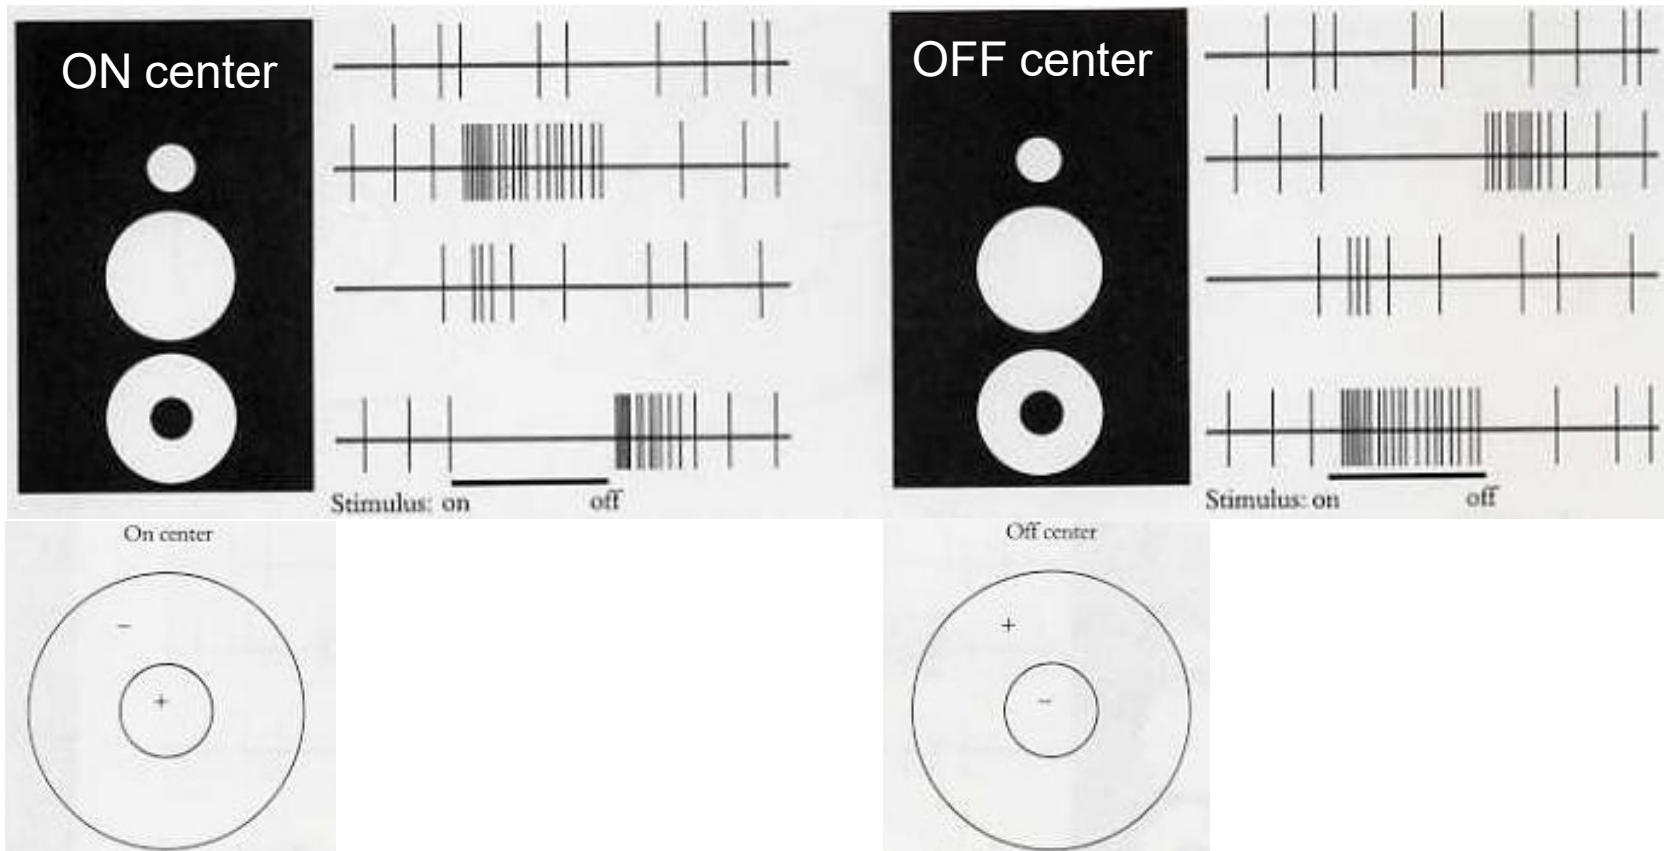 ON center
Stimulus: on off
On center
−
+
OFF center
Stimulus: on off
Off center
+
−